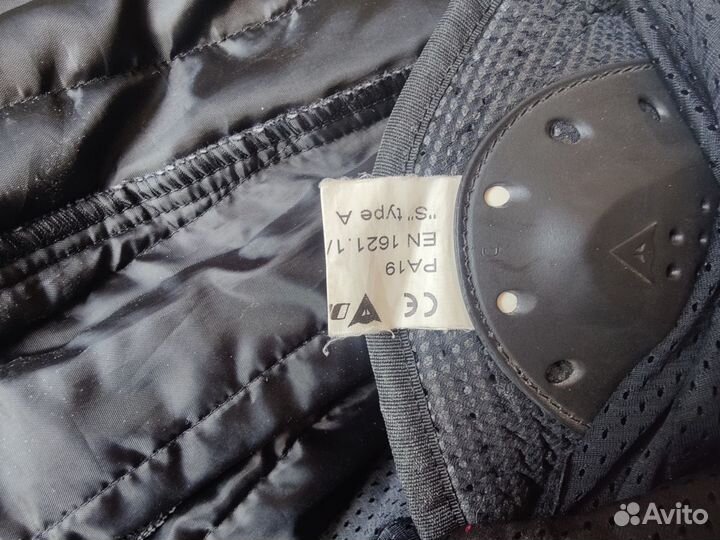 D
CE
PA19
EN 1621.1/
"S" type A
Avito